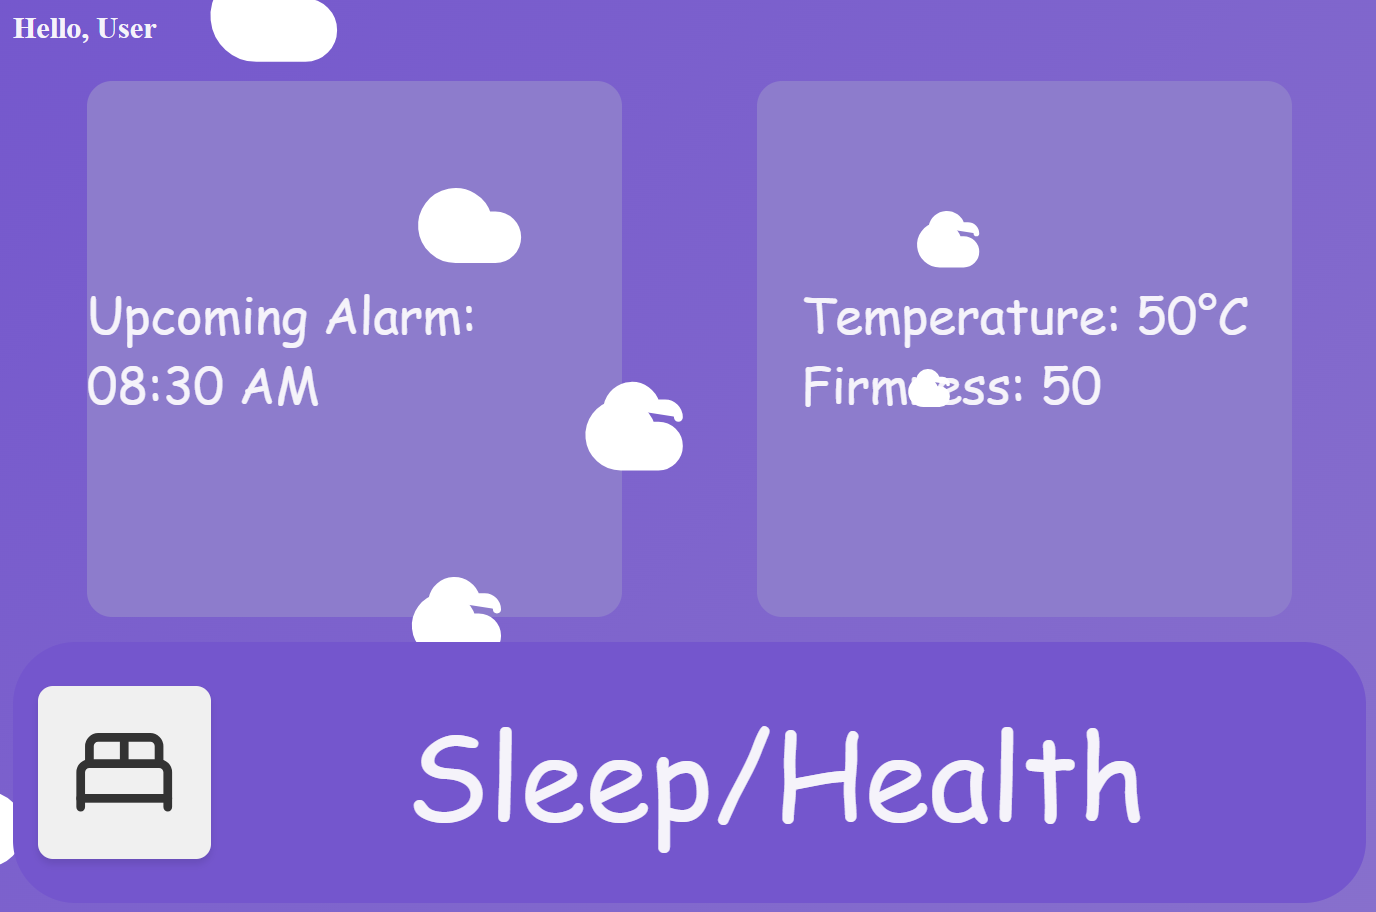 Hello, User
Upcoming Alarm:
08:30 AM
Temperature: 50°C
Firmness: 50
Sleep/Health